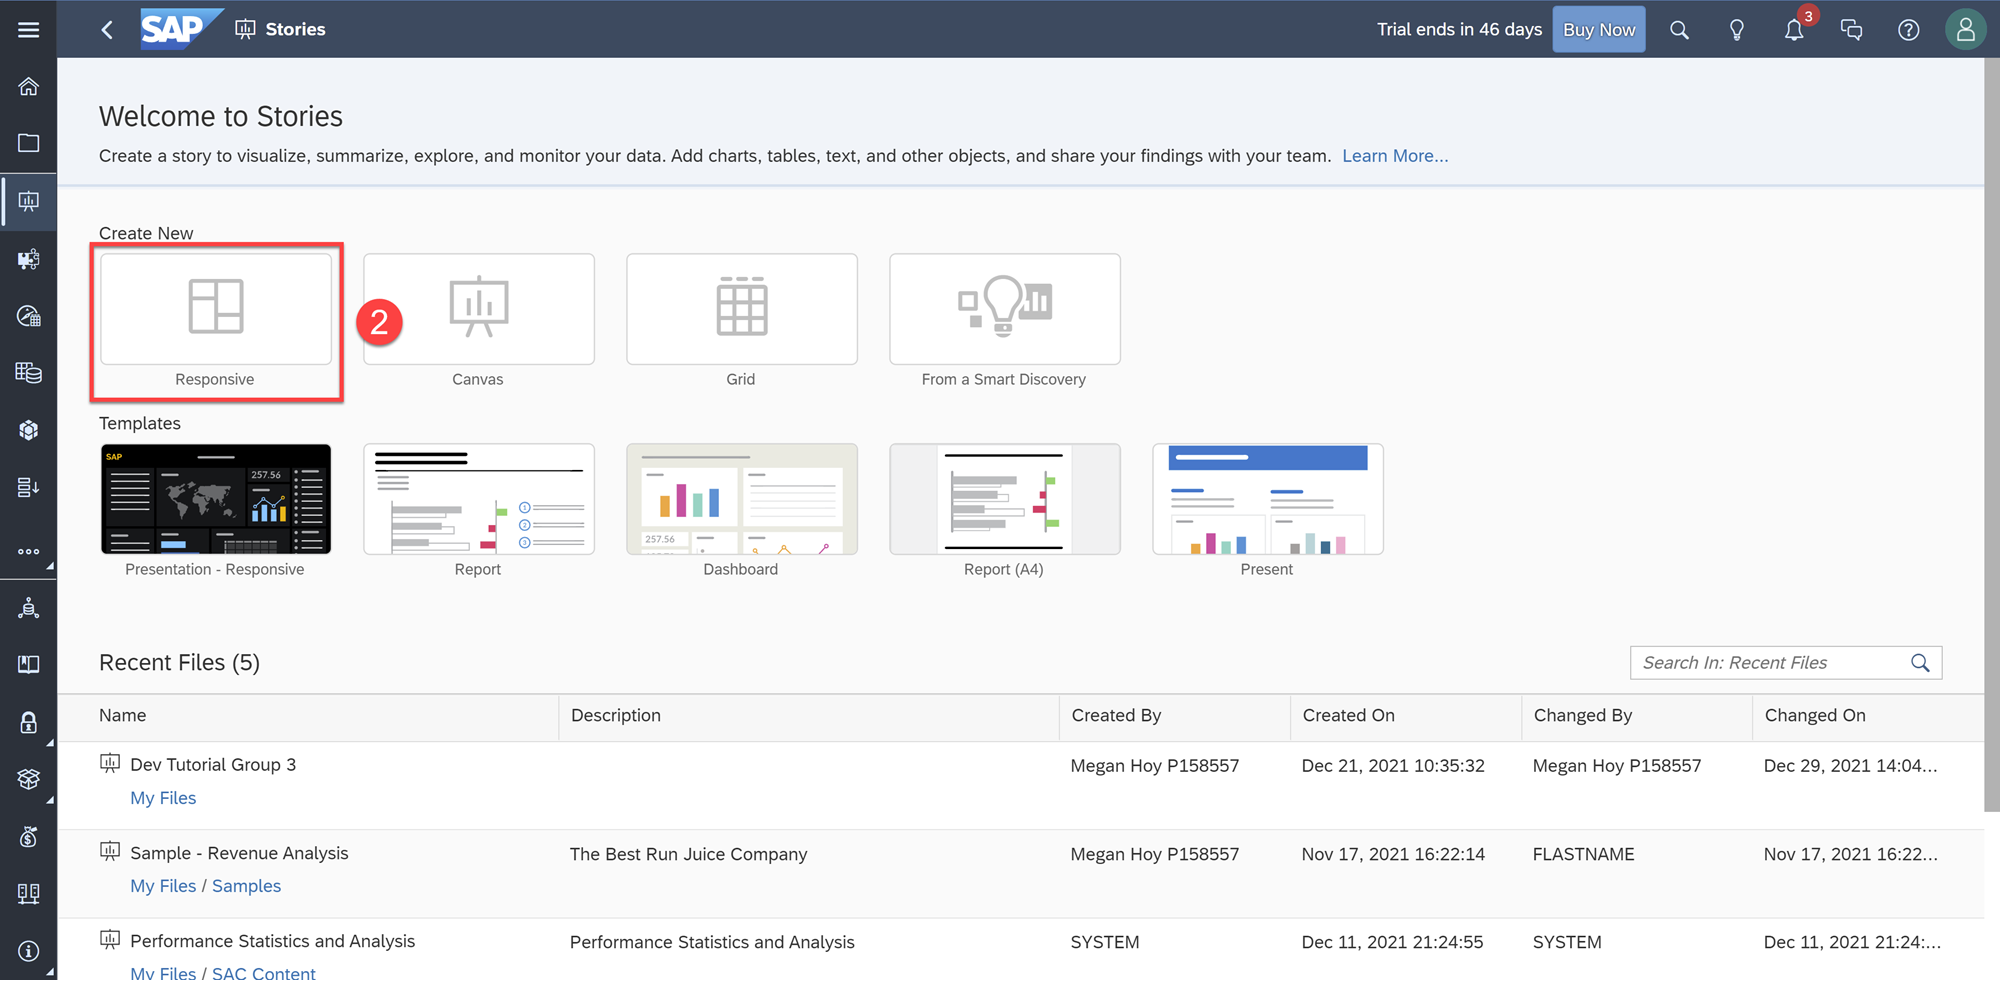 SAP Stories Trial ends in 46 days Buy Now 3
Welcome to Stories
Create a story to visualize, summarize, explore, and monitor your data. Add charts, tables, text, and other objects, and share your findings with your team. Learn More...
Create New
2
Responsive Canvas Grid From a Smart Discovery
Templates
SAP
257.56
1
2
3
257.56
Presentation - Responsive Report Dashboard Report (A4) Present
Recent Files (5) Search In: Recent Files
Name Description Created By Created On Changed By Changed On
Dev Tutorial Group 3 Megan Hoy P158557 Dec 21, 2021 10:35:32 Megan Hoy P158557 Dec 29, 2021 14:04...
My Files
Sample - Revenue Analysis The Best Run Juice Company Megan Hoy P158557 Nov 17, 2021 16:22:14 FLASTNAME Nov 17, 2021 16:22...
My Files / Samples
Performance Statistics and Analysis Performance Statistics and Analysis SYSTEM Dec 11, 2021 21:24:55 SYSTEM Dec 11, 2021 21:24:...
My Files / SAC Content